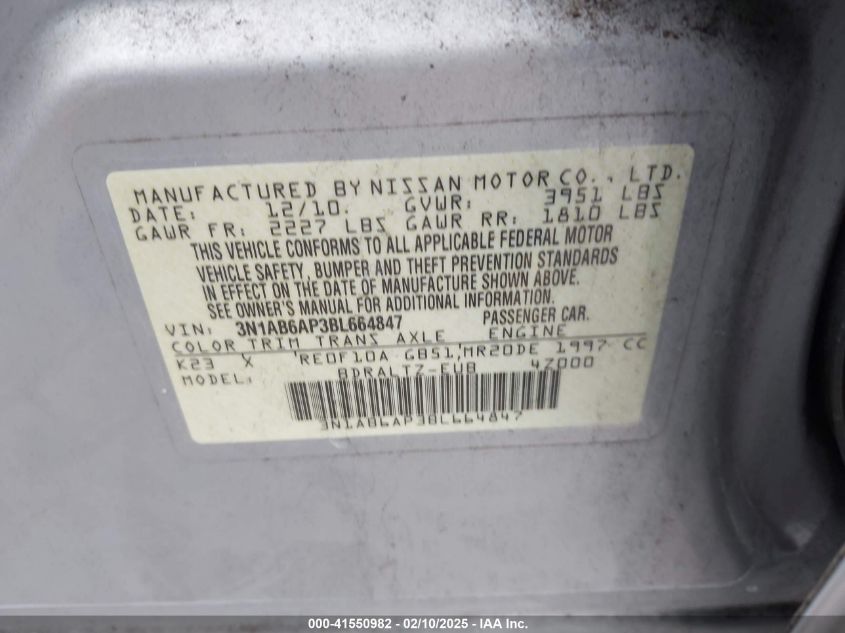 MANUFACTURED BY NISSAN MOTOR CO., LTD.
DATE: 12/10. GVWR: 3951 LBS
GAWR FR: 2227 LBS GAWR RR: 1810 LBS
THIS VEHICLE CONFORMS TO ALL APPLICABLE FEDERAL MOTOR
VEHICLE SAFETY, BUMPER AND THEFT PREVENTION STANDARDS
IN EFFECT ON THE DATE OF MANUFACTURE SHOWN ABOVE.
SEE OWNER'S MANUAL FOR ADDITIONAL INFORMATION.
VIN: 3N1AB6AP3BL664847 PASSENGER CAR.
COLOR TRIM TRANS AXLE ENGINE
K23 X RE0F10A GB51 MR20DE 1997 CC
MODEL: BDRALTZ-EUB 4Z000
3N1AB6AP3BL664847
000-41550982 - 02/10/2025 - IAA Inc.